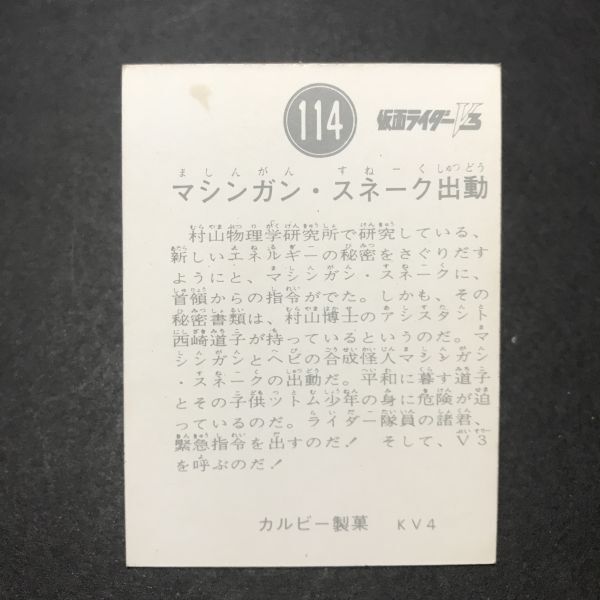 114
仮面ライダーV3
ましんがん すねーく しゅつどう
マシンガン・スネーク出動
村山物理学研究所で研究している、
新しいエネルギーの秘密をさぐりだす
ようにと、マシンガン・スネークに、
首領からの指令がでた。しかも、その
秘密書類は、村山博士のアシスタント
西崎道子が持っているというのだ。マ
シンガンとヘビの合成怪人マシンガン
・スネークの出動だ。平和に暮す道子
とその子供ツトム少年の身に危険が迫
っているのだ。ライダー隊員の諸君、
緊急指令を出すのだ! そして、V3
を呼ぶのだ!
カルビー製菓 KV4